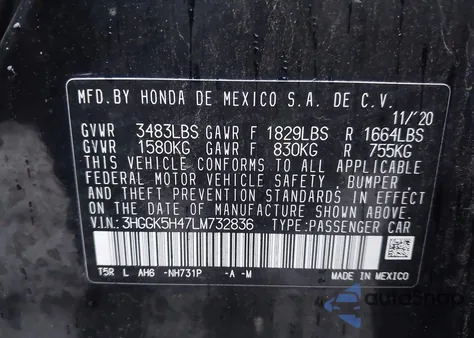 MFD.BY HONDA DE MEXICO S.A. DE C.V.
11/'20
GVWR 3483LBS GAWR F 1829LBS R 1664LBS
GVWR 1580KG GAWR F 830KG R 755KG
THIS VEHICLE CONFORMS TO ALL APPLICABLE
FEDERAL MOTOR VEHICLE SAFETY , BUMPER ,
AND THEFT PREVENTION STANDARDS IN EFFECT
ON THE DATE OF MANUFACTURE SHOWN ABOVE.
V.I.N.: 3HGGK5H47LM732836 TYPE:PASSENGER CAR
T5R L AH6 -NH731P -A -M
MADE IN MEXICO
autoshop